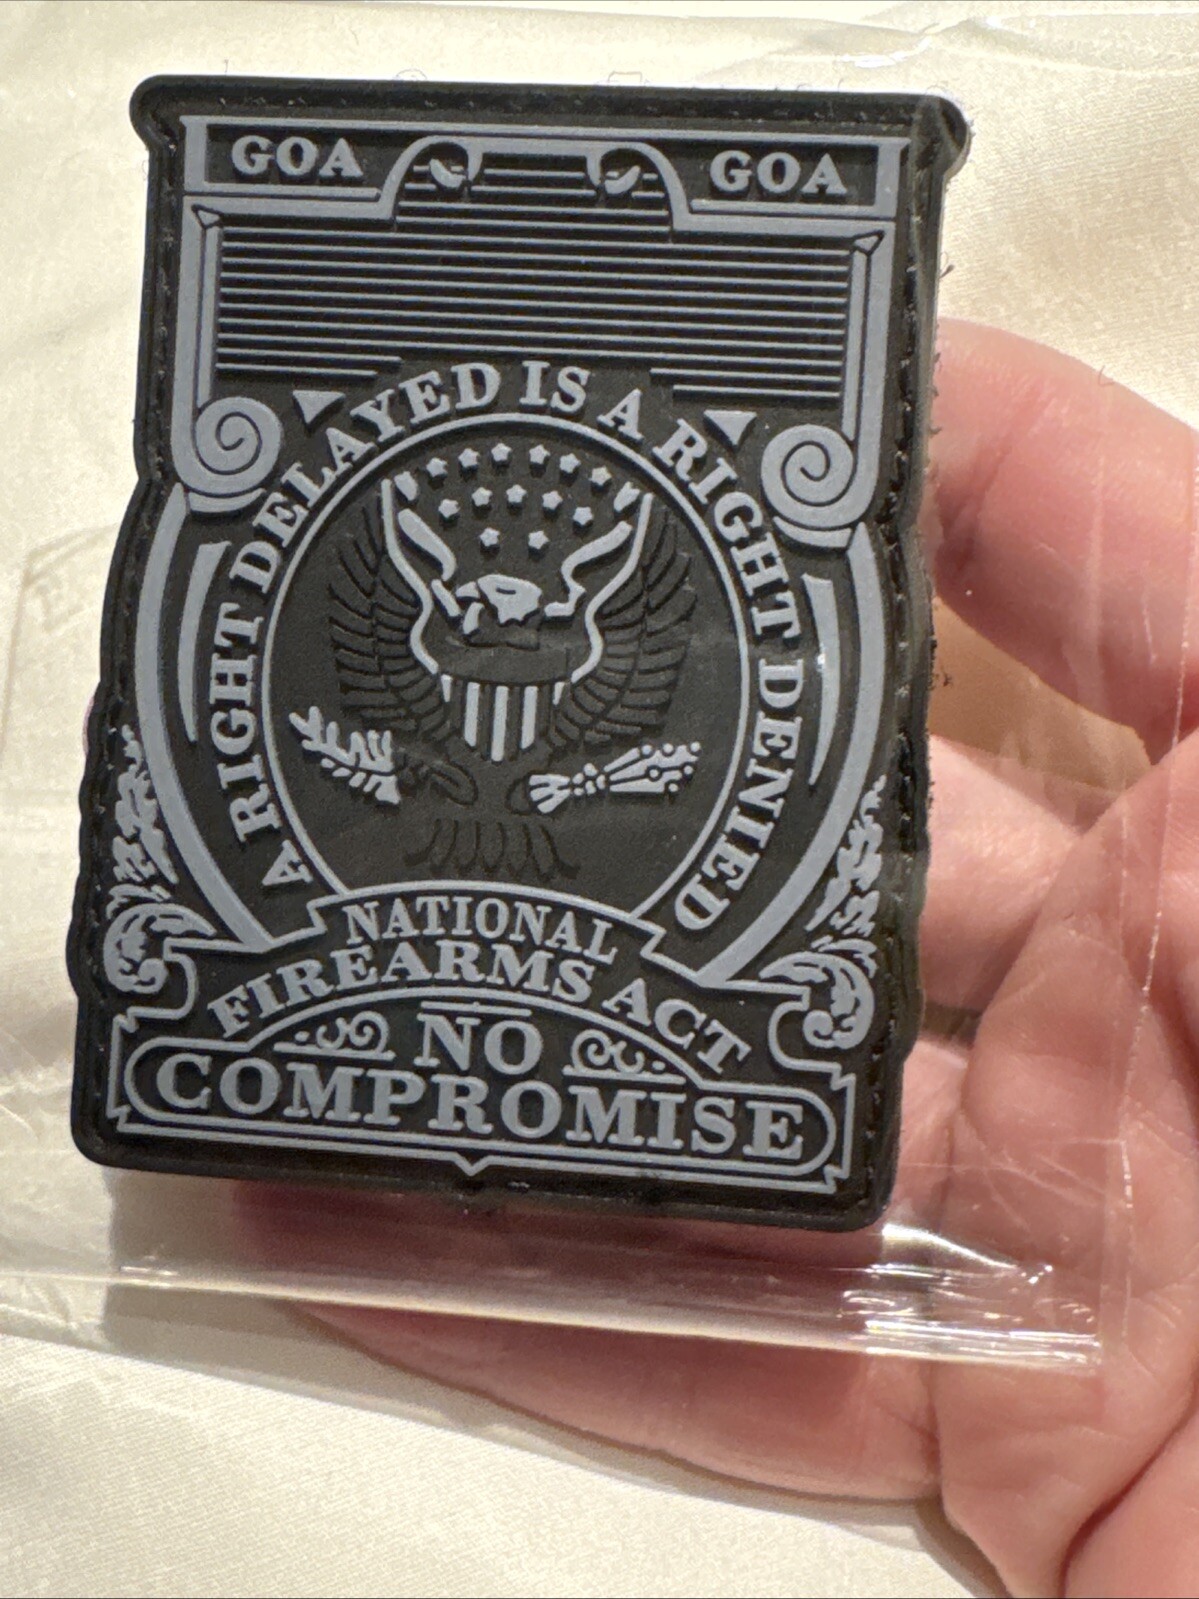 GOA GOA
A RIGHT DELAYED IS A RIGHT DENIED
NATIONAL
FIREARMS ACT
NO
COMPROMISE